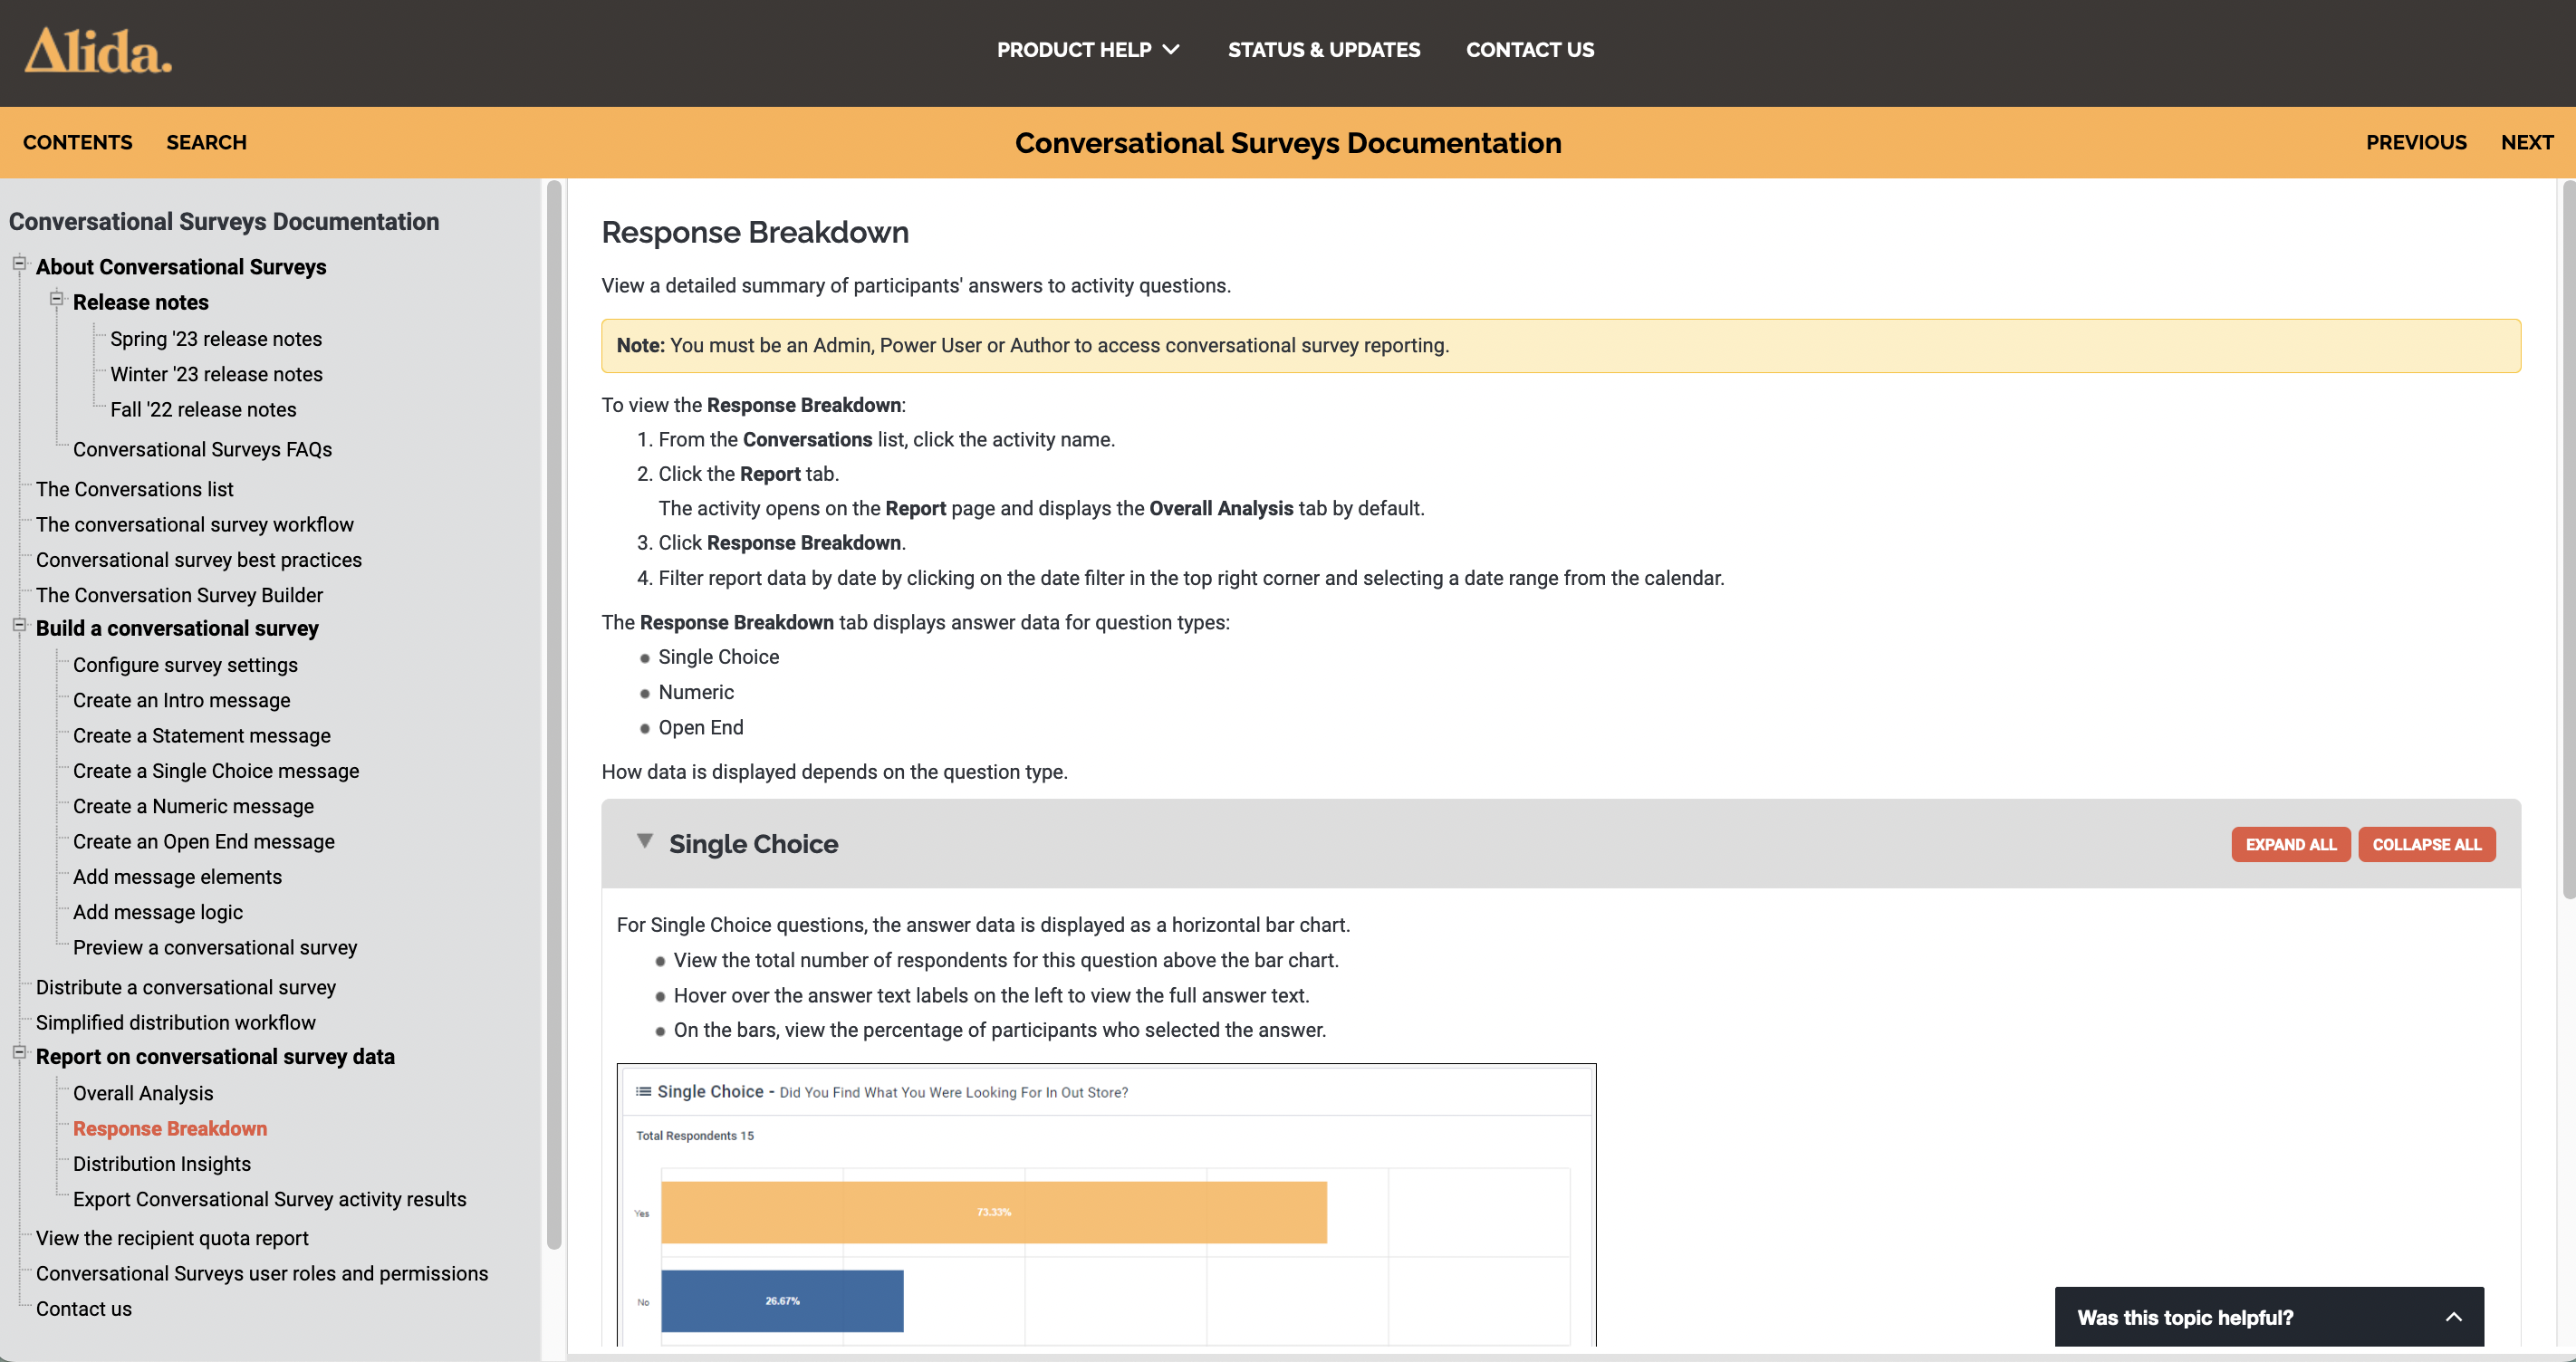 Alida.
PRODUCT HELP
STATUS & UPDATES
CONTACT US
CONTENTS
SEARCH
Conversational Surveys Documentation
PREVIOUS
NEXT
Conversational Surveys Documentation
About Conversational Surveys
Release notes
Spring '23 release notes
Winter '23 release notes
Fall '22 release notes
Conversational Surveys FAQs
The Conversations list
The conversational survey workflow
Conversational survey best practices
The Conversation Survey Builder
Build a conversational survey
Configure survey settings
Create an Intro message
Create a Statement message
Create a Single Choice message
Create a Numeric message
Create an Open End message
Add message elements
Add message logic
Preview a conversational survey
Distribute a conversational survey
Simplified distribution workflow
Report on conversational survey data
Overall Analysis
Response Breakdown
Distribution Insights
Export Conversational Survey activity results
View the recipient quota report
Conversational Surveys user roles and permissions
Contact us
Response Breakdown
View a detailed summary of participants' answers to activity questions.
Note: You must be an Admin, Power User or Author to access conversational survey reporting.
To view the Response Breakdown:
1. From the Conversations list, click the activity name.
2. Click the Report tab.
The activity opens on the Report page and displays the Overall Analysis tab by default.
3. Click Response Breakdown.
4. Filter report data by date by clicking on the date filter in the top right corner and selecting a date range from the calendar.
The Response Breakdown tab displays answer data for question types:
Single Choice
Numeric
Open End
How data is displayed depends on the question type.
Single Choice
EXPAND ALL
COLLAPSE ALL
For Single Choice questions, the answer data is displayed as a horizontal bar chart.
View the total number of respondents for this question above the bar chart.
Hover over the answer text labels on the left to view the full answer text.
On the bars, view the percentage of participants who selected the answer.
Single Choice - Did You Find What You Were Looking For In Out Store?
Total Respondents 15
Yes
73.33%
No
26.67%
Was this topic helpful?